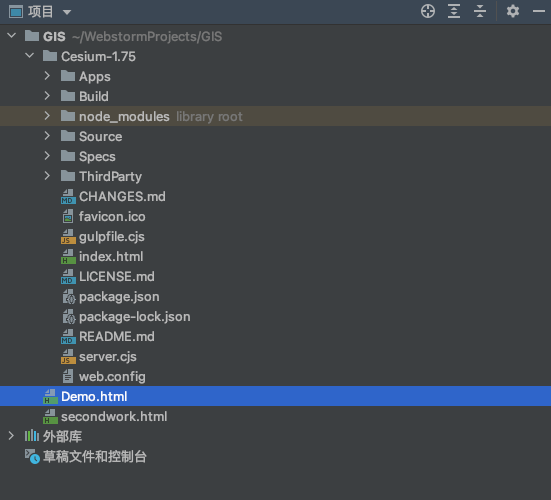 项目
GIS ~/WebstormProjects/GIS
Cesium-1.75
Apps
Build
node_modules library root
Source
Specs
ThirdParty
CHANGES.md
favicon.ico
gulpfile.cjs
index.html
LICENSE.md
package.json
package-lock.json
README.md
server.cjs
web.config
Demo.html
secondwork.html
外部库
草稿文件和控制台